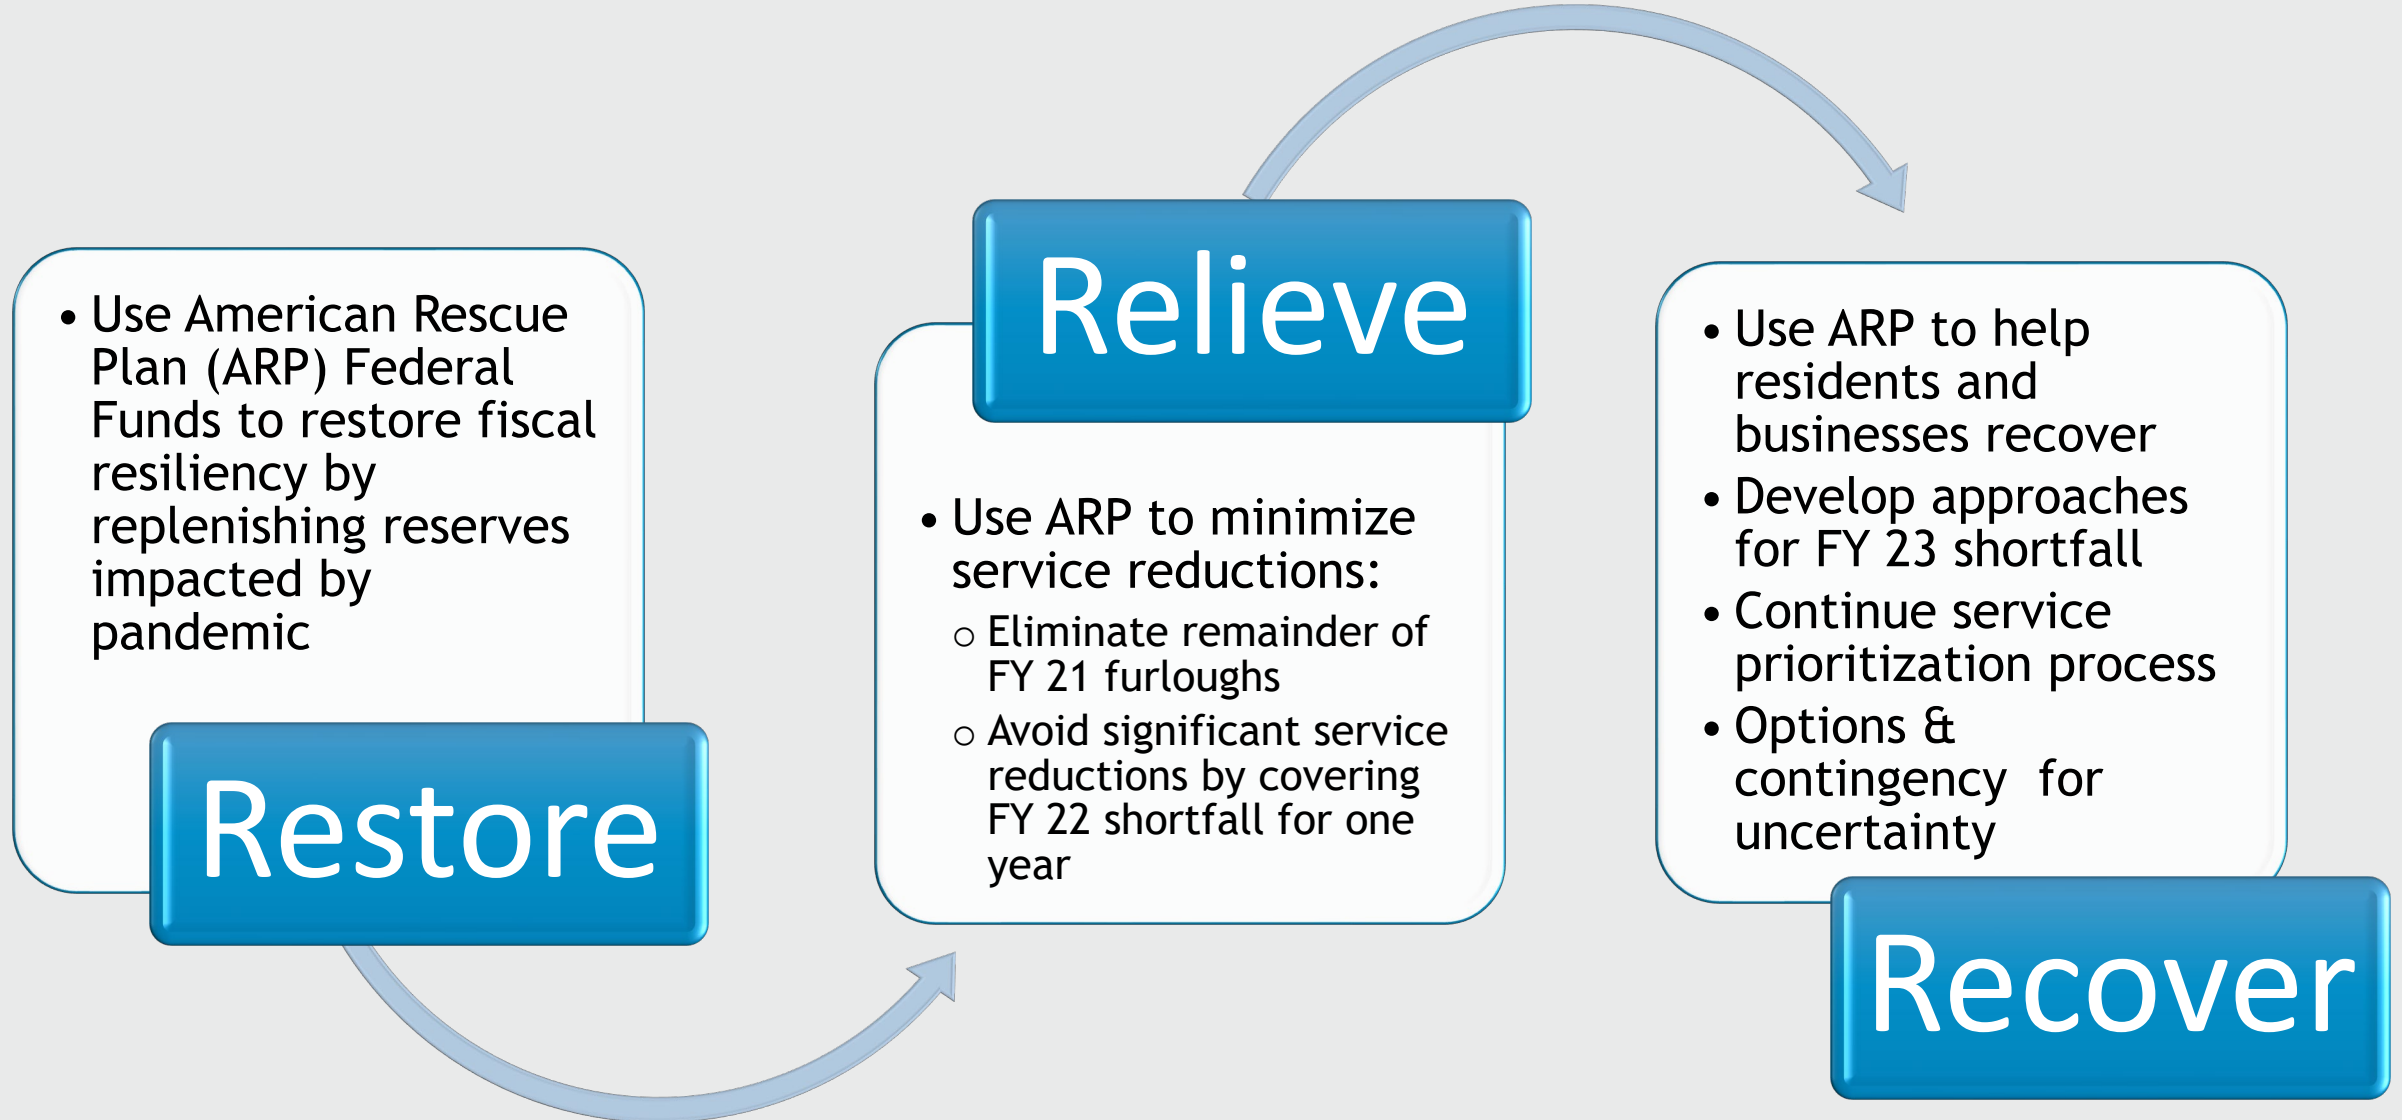 • Use American Rescue
Plan (ARP) Federal
Funds to restore fiscal
resiliency by
replenishing reserves
impacted by
pandemic
Restore
Relieve
• Use ARP to minimize
service reductions:
o Eliminate remainder of
FY 21 furloughs
o Avoid significant service
reductions by covering
FY 22 shortfall for one
year
• Use ARP to help
residents and
businesses recover
• Develop approaches
for FY 23 shortfall
• Continue service
prioritization process
• Options &
contingency  for
uncertainty
Recover